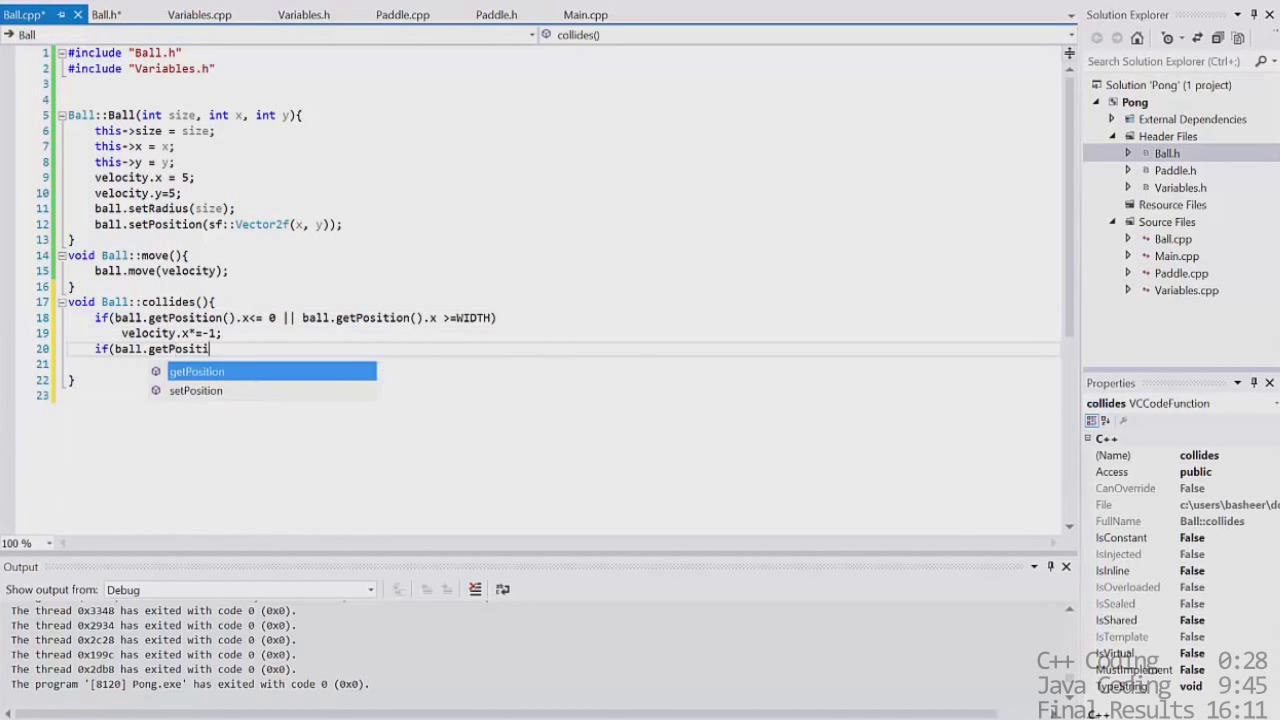 Ball.cpp* Ball.h* Variables.cpp Variables.h Paddle.cpp Paddle.h Main.cpp
Ball collides()
1 #include "Ball.h"
2 #include "Variables.h"
3
4
5 Ball::Ball(int size, int x, int y){
6 this->size = size;
7 this->x = x;
8 this->y = y;
9 velocity.x = 5;
10 velocity.y=5;
11 ball.setRadius(size);
12 ball.setPosition(sf::Vector2f(x, y));
13 }
14 void Ball::move(){
15 ball.move(velocity);
16 }
17 void Ball::collides(){
18 if(ball.getPosition().x<= 0 || ball.getPosition().x >=WIDTH)
19 velocity.x*=-1;
20 if(ball.getPositi
21 getPosition
22 }
setPosition
23
100 %
Output
Show output from: Debug
The thread 0x3348 has exited with code 0 (0x0).
The thread 0x2934 has exited with code 0 (0x0).
The thread 0x2c28 has exited with code 0 (0x0).
The thread 0x199c has exited with code 0 (0x0).
The thread 0x2db8 has exited with code 0 (0x0).
The program '[8120] Pong.exe' has exited with code 0 (0x0).
Solution Explorer
Search Solution Explorer (Ctrl+;)
Solution 'Pong' (1 project)
Pong
External Dependencies
Header Files
Ball.h
Paddle.h
Variables.h
Resource Files
Source Files
Ball.cpp
Main.cpp
Paddle.cpp
Variables.cpp
Properties
collides VCCodeFunction
C++
(Name) collides
Access public
CanOverride False
File c:\users\basheer\do
FullName Ball::collides
IsConstant False
IsInjected False
IsInline False
IsOverloaded False
IsSealed False
IsShared False
IsTemplate False
IsVirtual False
MustImplement False
TypeString void
C++
C++ Coding 0:28
Java Coding 9:45
Final Results 16:11